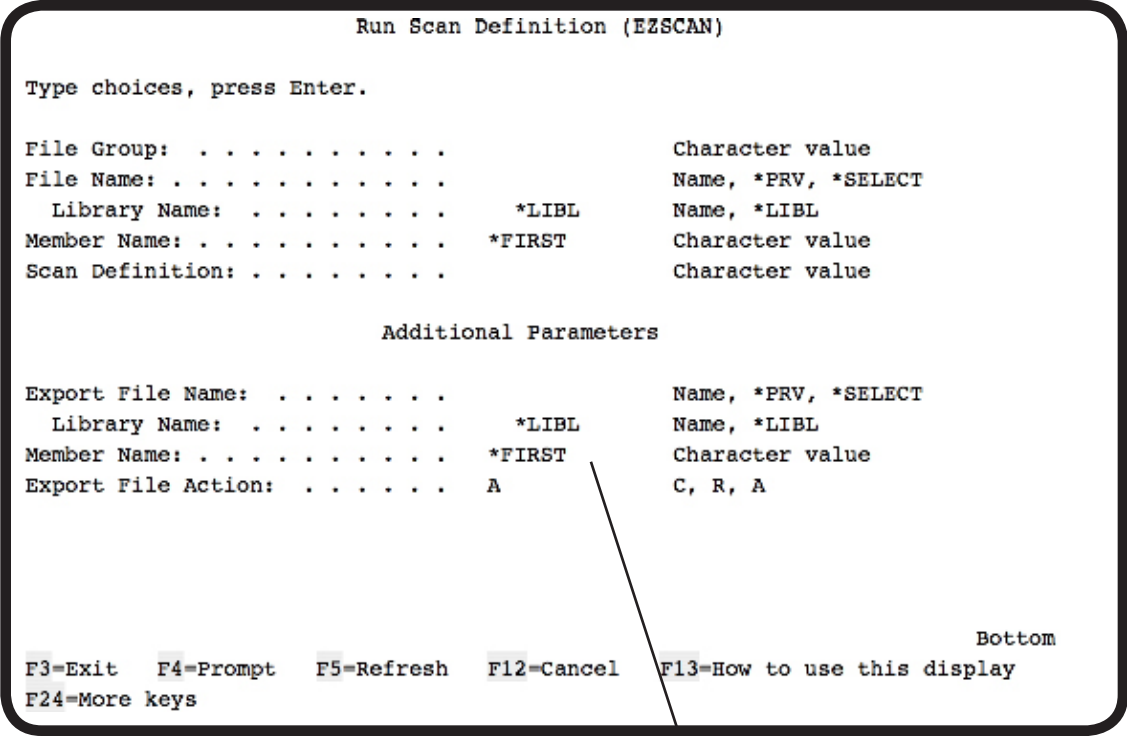 Run Scan Definition (EZSCAN)
Type choices, press Enter.
File Group:  . . . . . . . . . .                 Character value
File Name: . . . . . . . . . . .                 Name, *PRV, *SELECT
  Library Name:  . . . . . . . .     *LIBL       Name, *LIBL
Member Name: . . . . . . . . . .   *FIRST        Character value
Scan Definition: . . . . . . . .                 Character value
Additional Parameters
Export File Name:  . . . . . . .                 Name, *PRV, *SELECT
  Library Name:  . . . . . . . .     *LIBL       Name, *LIBL
Member Name: . . . . . . . . . .   *FIRST        Character value
Export File Action:  . . . . . .   A             C, R, A
Bottom
F3=Exit   F4=Prompt   F5=Refresh   F12=Cancel   F13=How to use this display
F24=More keys